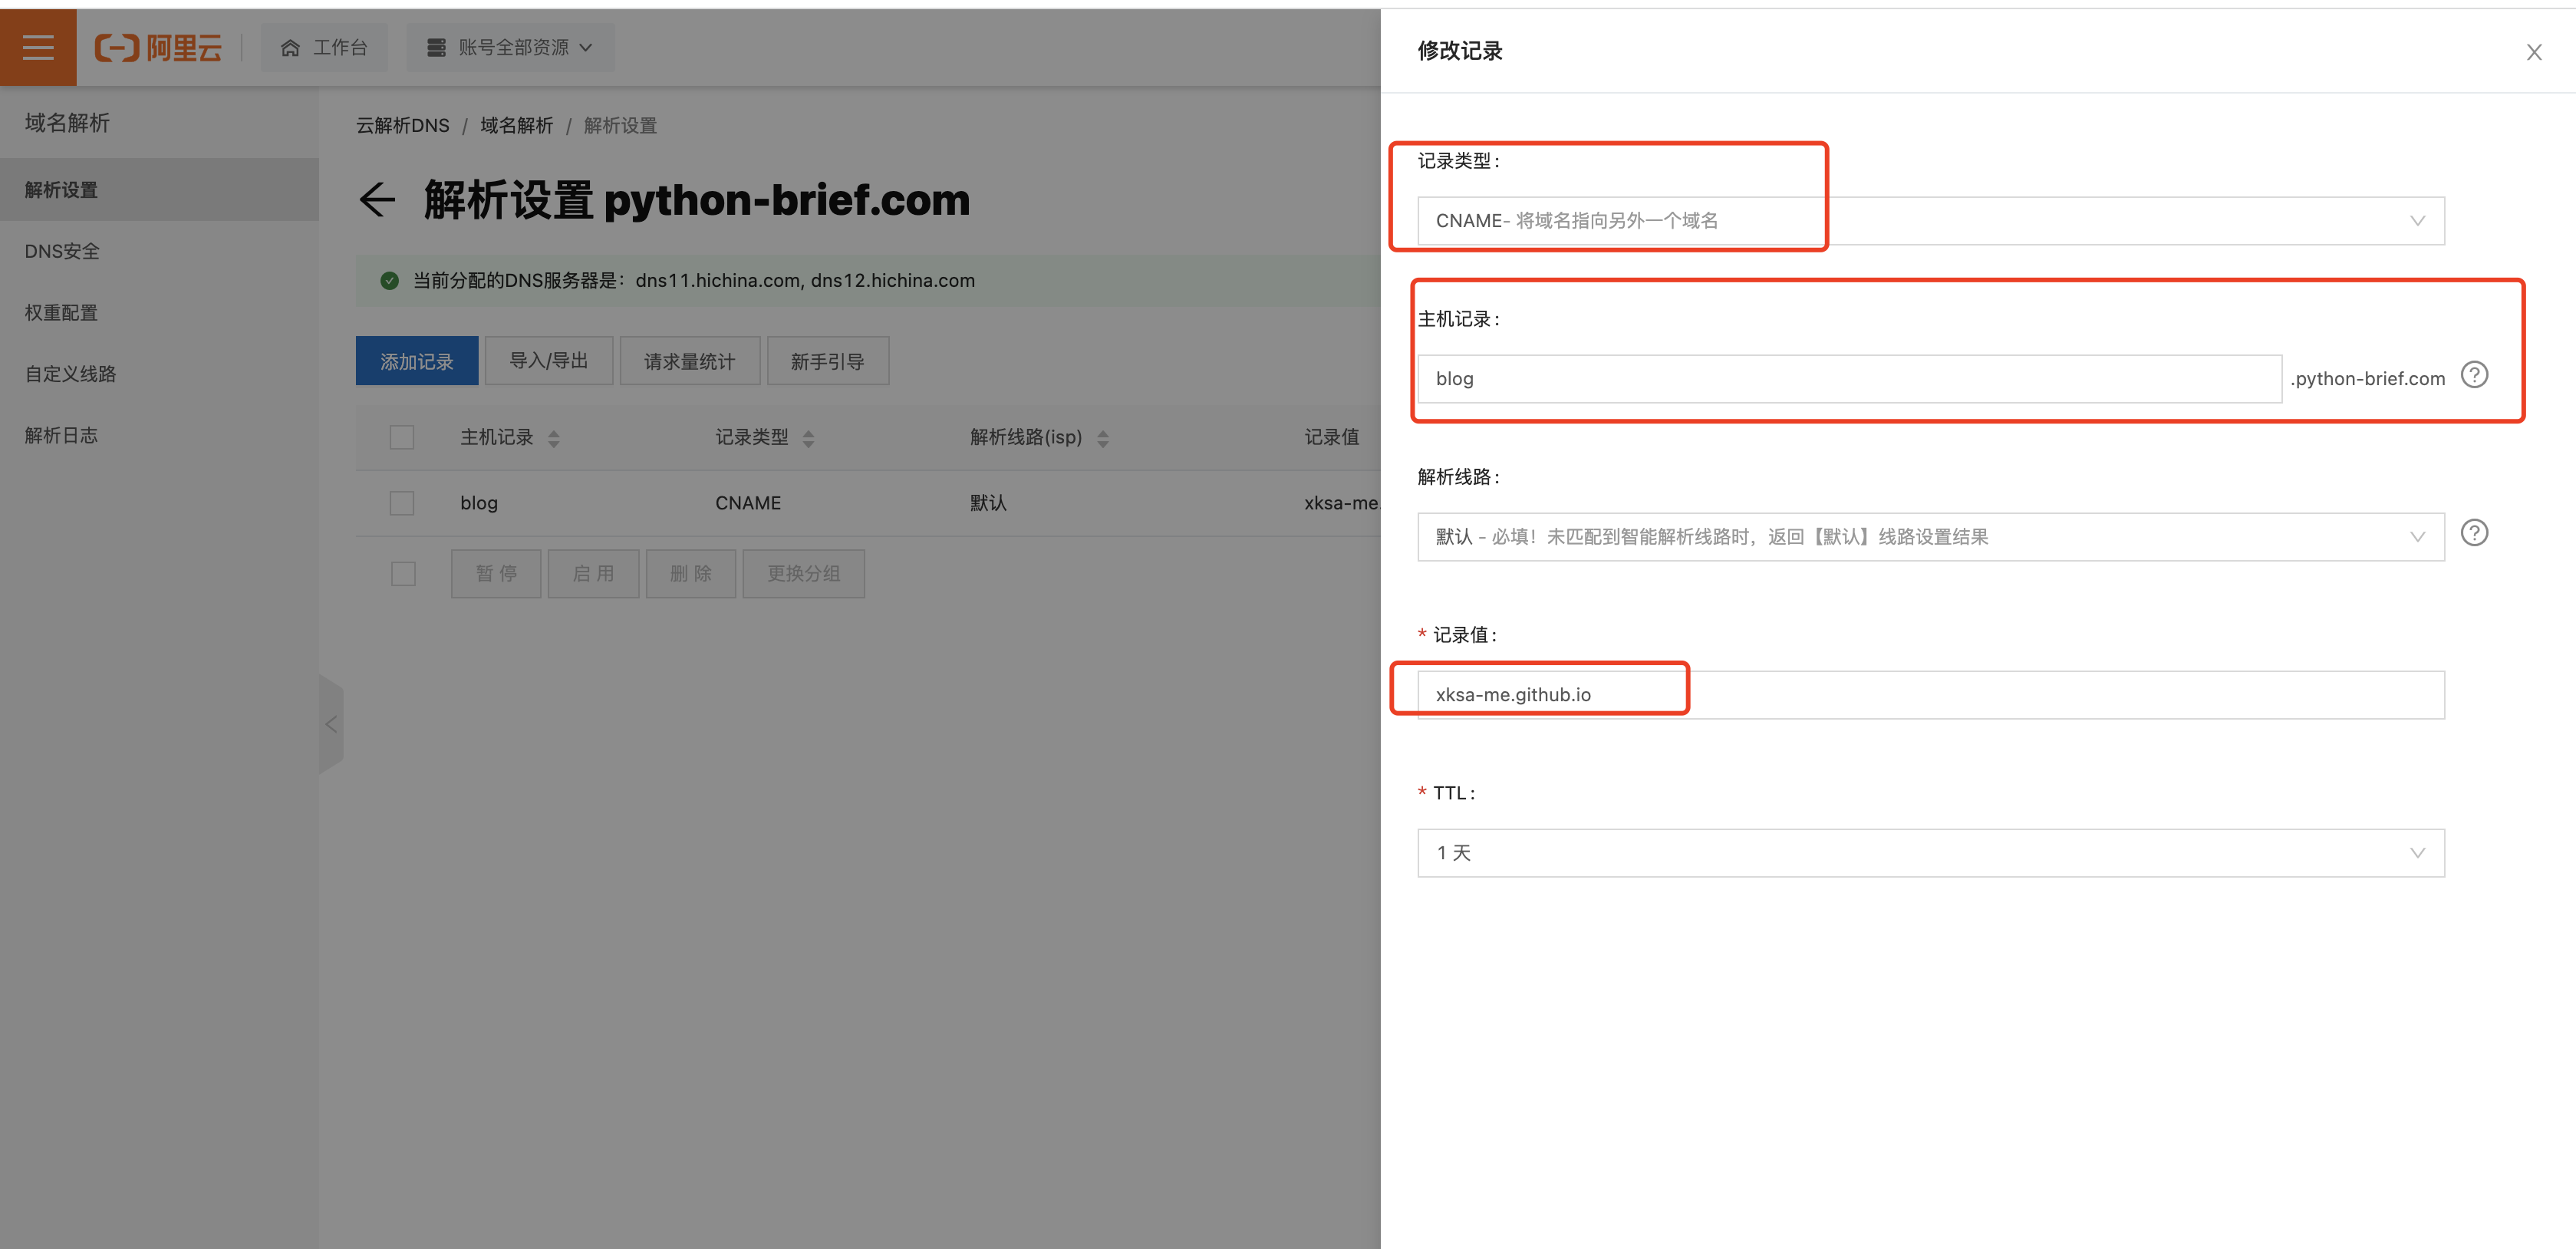 阿里云
工作台
账号全部资源
域名解析
解析设置
DNS安全
权重配置
自定义线路
解析日志
云解析DNS / 域名解析 / 解析设置
解析设置 python-brief.com
当前分配的DNS服务器是：dns11.hichina.com, dns12.hichina.com
添加记录 导入/导出 请求量统计 新手引导
主机记录 记录类型 解析线路(isp) 记录值
blog CNAME 默认 xksa-me.
暂 停 启 用 删 除 更换分组
修改记录
记录类型：
CNAME- 将域名指向另外一个域名
主机记录：
blog .python-brief.com
解析线路：
默认 - 必填！未匹配到智能解析线路时，返回【默认】线路设置结果
* 记录值：
xksa-me.github.io
* TTL：
1 天